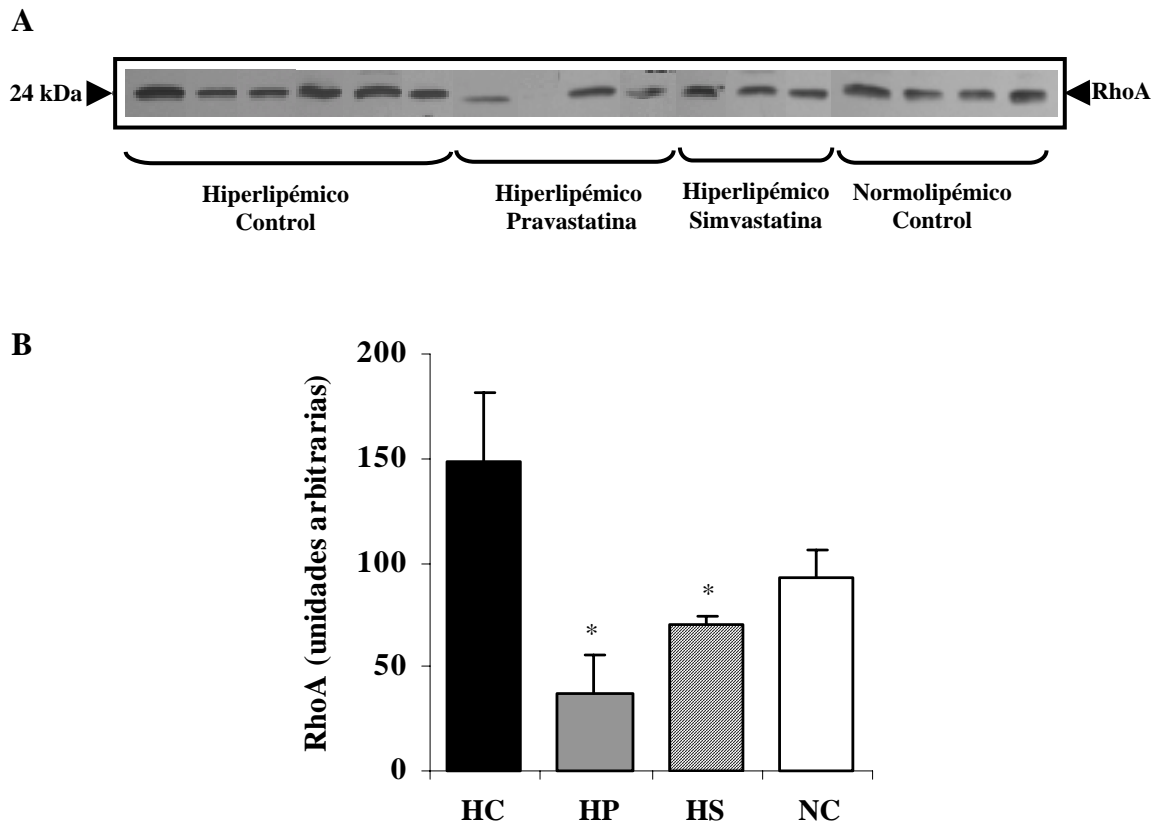 A
24 kDa
RhoA
Hiperlipémico
Control
Hiperlipémico
Pravastatina
Hiperlipémico
Simvastatina
Normolipémico
Control
B
RhoA (unidades arbitrarias)
200
150
100
50
0
*
*
HC
HP
HS
NC